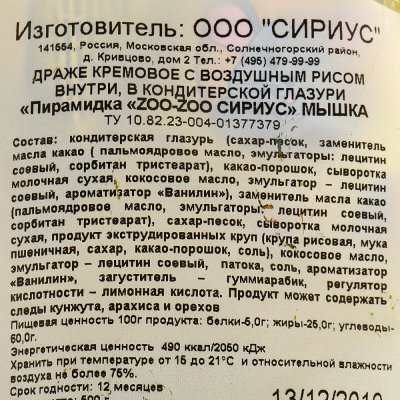 Изготовитель: ООО "СИРИУС"
141554, Россия, Московская обл., Солнечногорский район,
д. Кривцово, дом 2 Тел.: +7 (495) 479-99-99
ДРАЖЕ КРЕМОВОЕ С ВОЗДУШНЫМ РИСОМ
ВНУТРИ, В КОНДИТЕРСКОЙ ГЛАЗУРИ
«Пирамидка «ZOO-ZOO СИРИУС» МЫШКА
ТУ 10.82.23-004-01377379
Состав: кондитерская глазурь (сахар-песок, заменитель
масла какао ( пальмоядровое масло, эмульгаторы: лецитин
соевый, сорбитан тристеарат), какао-порошок, сыворотка
молочная сухая, кокосовое масло, эмульгатор – лецитин
соевый, ароматизатор «Ванилин»), заменитель масла какао
(пальмоядровое масло, эмульгаторы: лецитин соевый,
сорбитан тристеарат), сахар-песок, сыворотка молочная
сухая, продукт экструдированных круп (крупа рисовая, мука
пшеничная, сахар, какао-порошок, соль), кокосовое масло,
эмульгатор – лецитин соевый, патока, соль, ароматизатор
«Ванилин», загуститель – гуммиарабик, регулятор
кислотности – лимонная кислота. Продукт может содержать
следы кунжута, арахиса и орехов
Пищевая ценность 100г продукта: белки-5,0г; жиры-25,0г; углеводы-
60,0г.
Энергетическая ценность 490 ккал/2050 кДж
Хранить при температуре от 15 до 21°С и относительной влажности
воздуха не более 75%.
Срок годности: 12 месяцев
13/12/2019